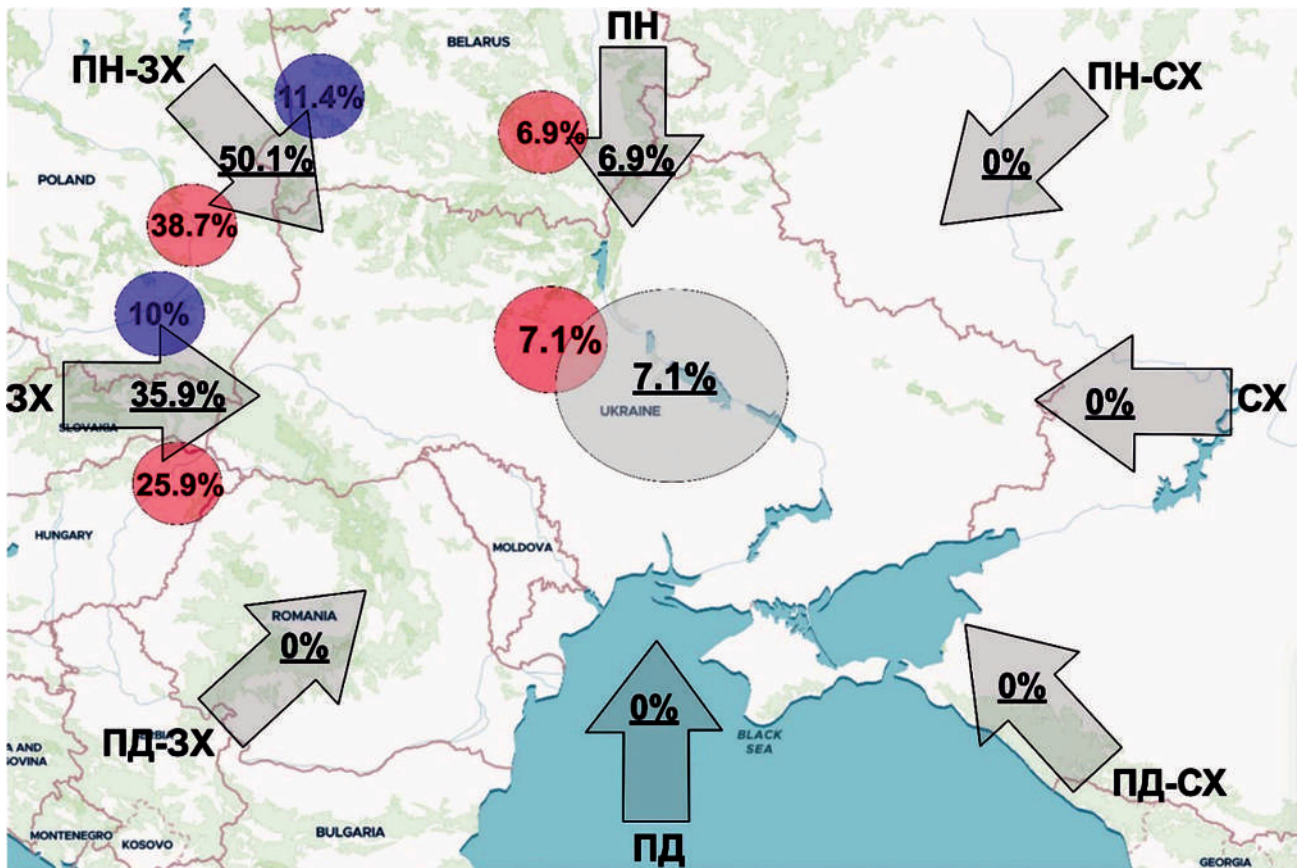 ПН
BELARUS
ПН-ЗХ
ПН-СХ
11.4%
6.9%
50.1%
6.9%
0%
POLAND
38.7%
10%
7.1%
7.1%
ЗХ
35.9%
UKRAINE
0%
СХ
SLOVAKIA
25.9%
HUNGARY
MOLDOVA
ROMANIA
0%
0%
0%
ПД-ЗХ
BLACK
SEA
ПД-СХ
A AND
GOVINA
MONTENEGRO
KOSOVO
BULGARIA
ПД
GEORGIA